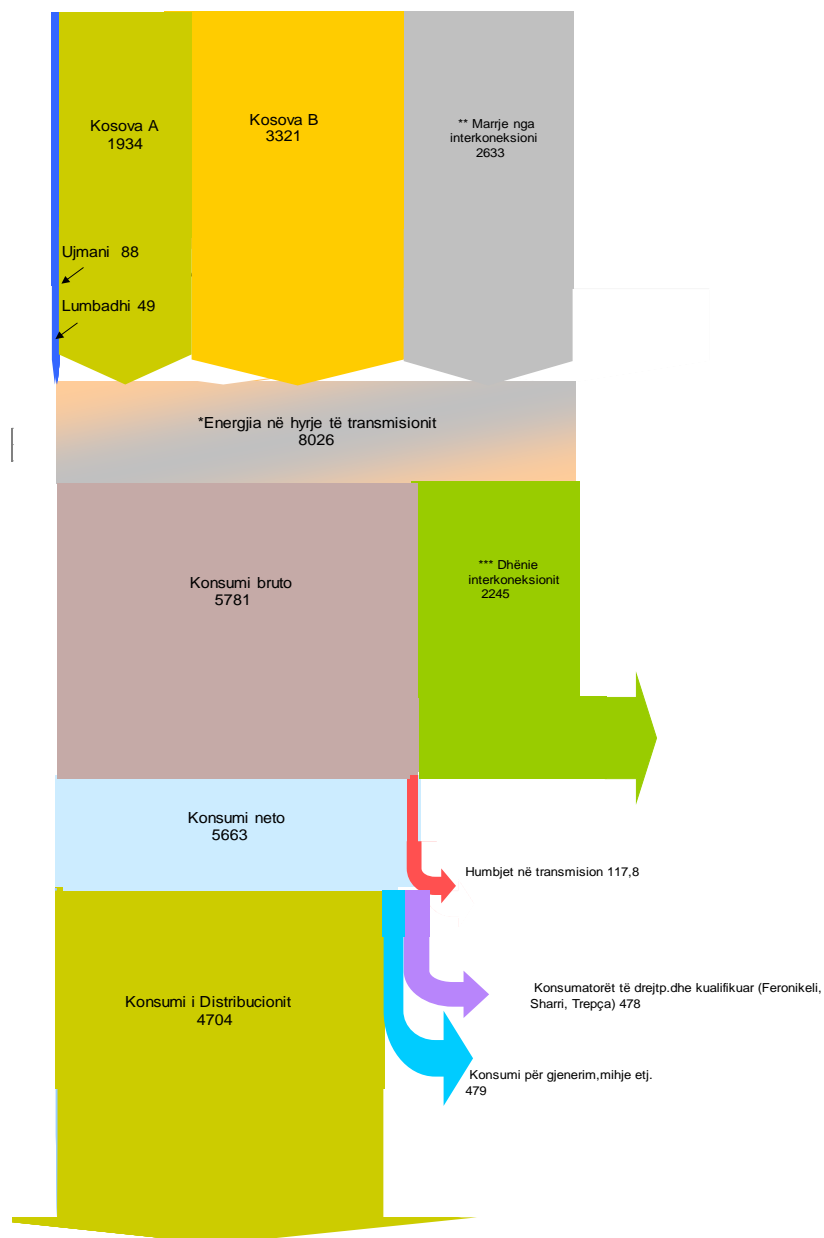 Kosova A
1934
Kosova B
3321
** Marrje nga
interkoneksioni
2633
Ujmani 88
Lumbadhi 49
*Energjia në hyrje të transmisionit
8026
Konsumi bruto
5781
*** Dhënie
interkoneksionit
2245
Konsumi neto
5663
Humbjet në transmision 117,8
Konsumatorët të drejtp.dhe kualifikuar (Feronikeli,
Sharri, Trepça) 478
Konsumi i Distribucionit
4704
Konsumi për gjenerim,mihje etj.
479